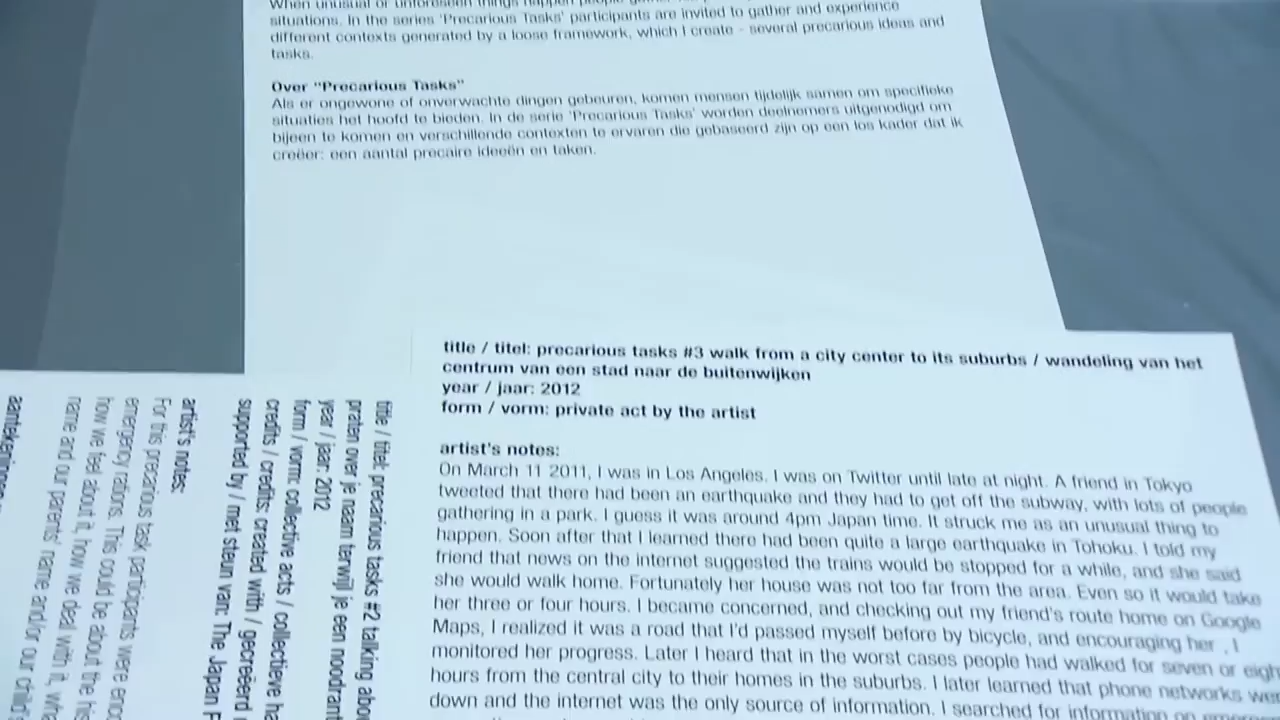 When unusual or unforeseen things happen people gather
situations. In the series 'Precarious Tasks' participants are invited to gather and experience
different contexts generated by a loose framework, which I create - several precarious ideas and
tasks.
Over "Precarious Tasks"
Als er ongewone of onverwachte dingen gebeuren, komen mensen tijdelijk samen om specifieke
situaties het hoofd te bieden. In de serie 'Precarious Tasks' worden deelnemers uitgenodigd om
bijeen te komen en verschillende contexten te ervaren die gebaseerd zijn op een los kader dat ik
creëer: een aantal precaire ideeën en taken.
title / titel: precarious tasks #3 walk from a city center to its suburbs / wandeling van het
centrum van een stad naar de buitenwijken
year / jaar: 2012
form / vorm: private act by the artist
artist's notes:
On March 11 2011, I was in Los Angeles. I was on Twitter until late at night. A friend in Tokyo
tweeted that there had been an earthquake and they had to get off the subway, with lots of people
gathering in a park. I guess it was around 4pm Japan time. It struck me as an unusual thing to
happen. Soon after that I learned there had been quite a large earthquake in Tohoku. I told my
friend that news on the internet suggested the trains would be stopped for a while, and she said
she would walk home. Fortunately her house was not too far from the area. Even so it would take
her three or four hours. I became concerned, and checking out my friend's route home on Google
Maps, I realized it was a road that I'd passed myself before by bicycle, and encouraging her , I
monitored her progress. Later I heard that in the worst cases people had walked for seven or eight
hours from the central city to their homes in the suburbs. I later learned that phone networks were
down and the internet was the only source of information. I searched for information on
title / titel: precarious tasks #2 talking about
praten over je naam terwijl je een noodrant
year / jaar: 2012
form / vorm: collective acts / collectieve ha
credits / credits: created with / gecreëerd
supported by / met steun van: The Japan F
artist's notes:
For this precarious task participants were enco
emergency rations. This could be about the his
how we feel about it, how we deal with it, wha
name and our parents' name and/or our child's